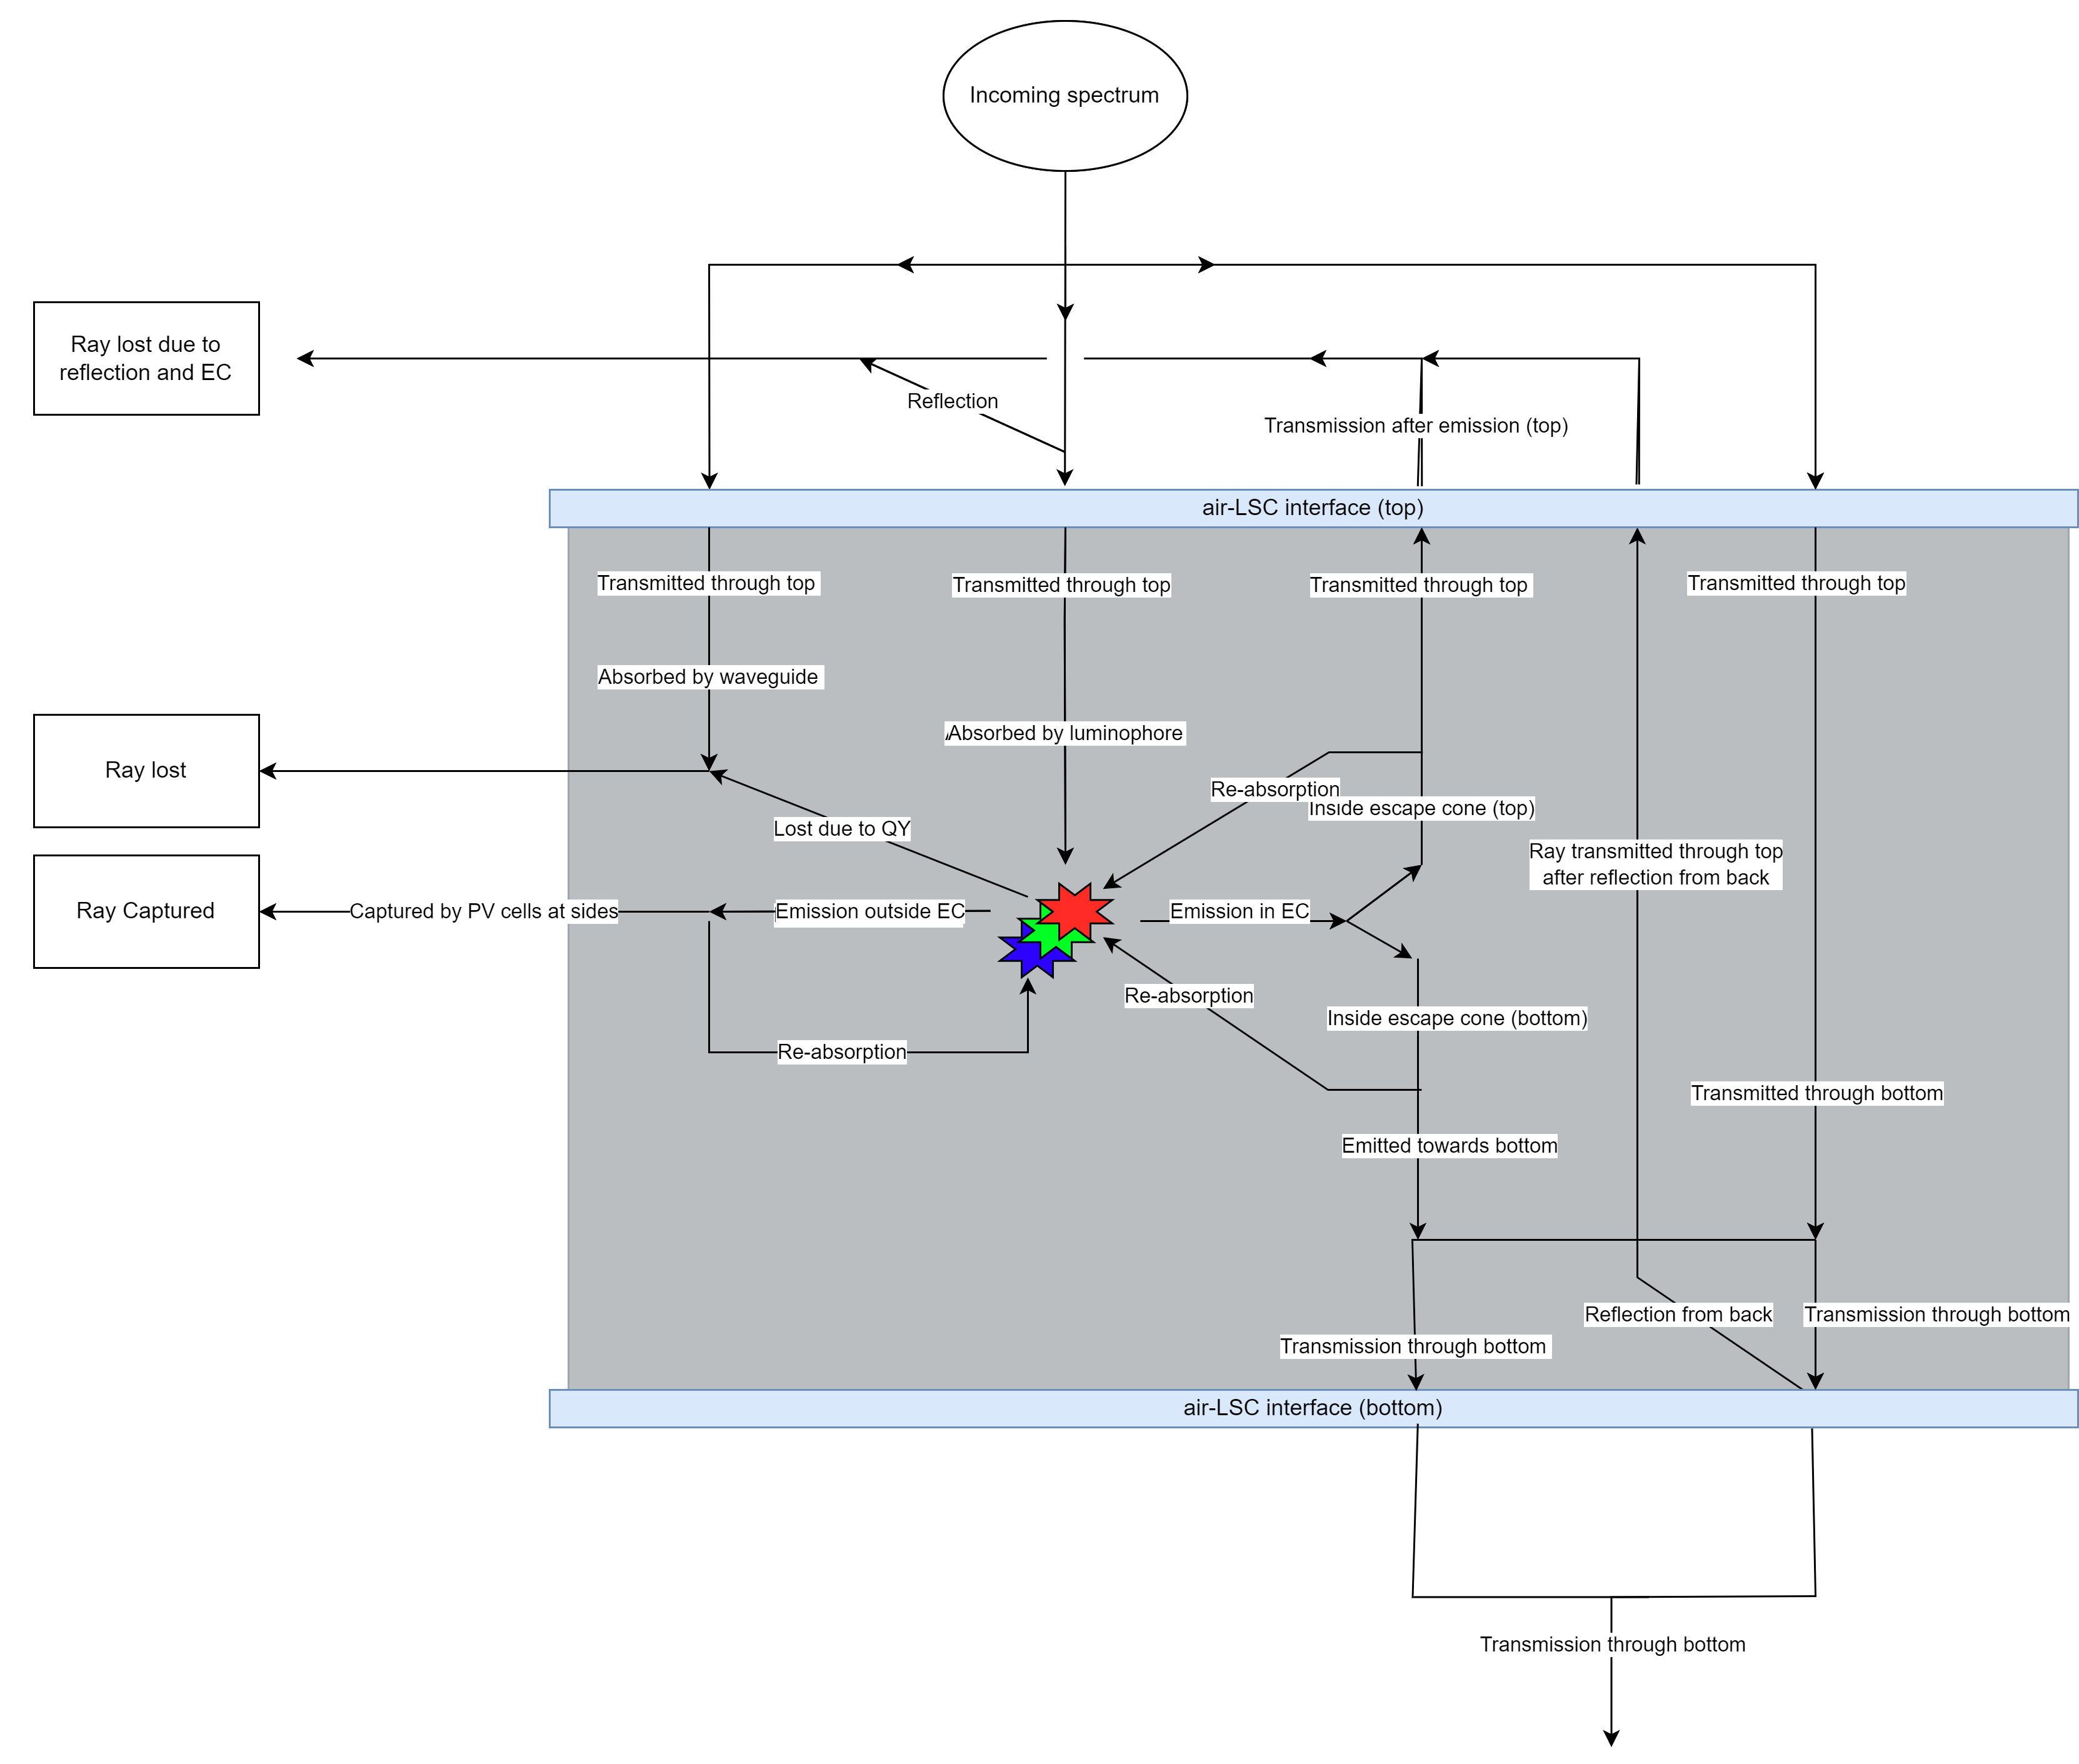 Incoming spectrum
Ray lost due to
reflection and EC
Reflection
Transmission after emission (top)
air-LSC interface (top)
Transmitted through top
Transmitted through top
Transmitted through top
Transmitted through top
Absorbed by waveguide
Absorbed by luminophore
Ray lost
Re-absorption
Inside escape cone (top)
Lost due to QY
Ray transmitted through top
after reflection from back
Ray Captured
Captured by PV cells at sides
Emission outside EC
Emission in EC
Re-absorption
Inside escape cone (bottom)
Re-absorption
Transmitted through bottom
Emitted towards bottom
Reflection from back
Transmission through bottom
Transmission through bottom
air-LSC interface (bottom)
Transmission through bottom